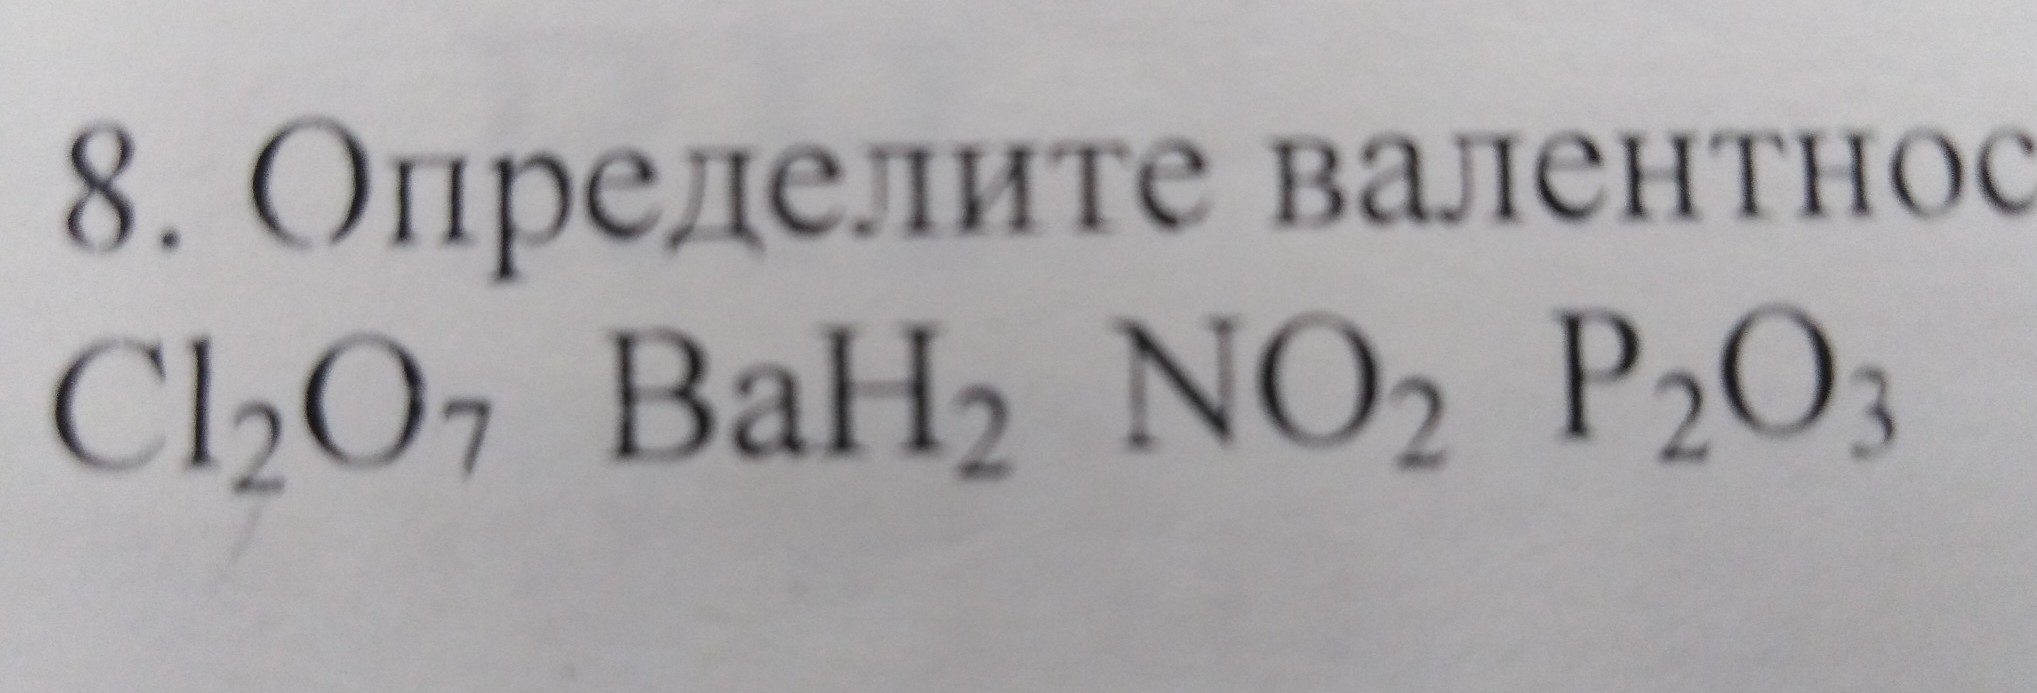 8. Определите валентнос
Cl₂O₇ BaH₂ NO₂ P₂O₃